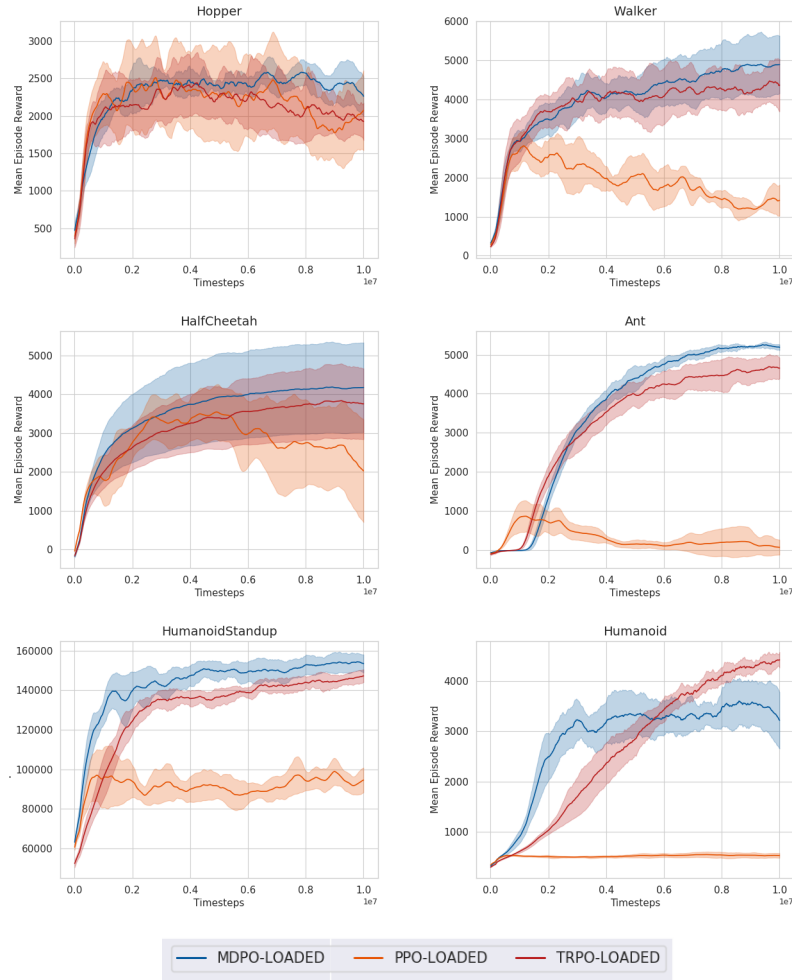 Hopper
Mean Episode Reward
3000
2500
2000
1500
1000
500
0.0
0.2
0.4
0.6
0.8
1.0
Timesteps
1e7
Walker
Mean Episode Reward
6000
5000
4000
3000
2000
1000
0
0.0
0.2
0.4
0.6
0.8
1.0
Timesteps
1e7
HalfCheetah
Mean Episode Reward
5000
4000
3000
2000
1000
0
0.0
0.2
0.4
0.6
0.8
1.0
Timesteps
1e7
Ant
Mean Episode Reward
5000
4000
3000
2000
1000
0
0.0
0.2
0.4
0.6
0.8
1.0
Timesteps
1e7
HumanoidStandup
160000
140000
120000
100000
80000
60000
0.0
0.2
0.4
0.6
0.8
1.0
Timesteps
1e7
Humanoid
Mean Episode Reward
4000
3000
2000
1000
0.0
0.2
0.4
0.6
0.8
1.0
Timesteps
1e7
MDPO-LOADED PPO-LOADED TRPO-LOADED